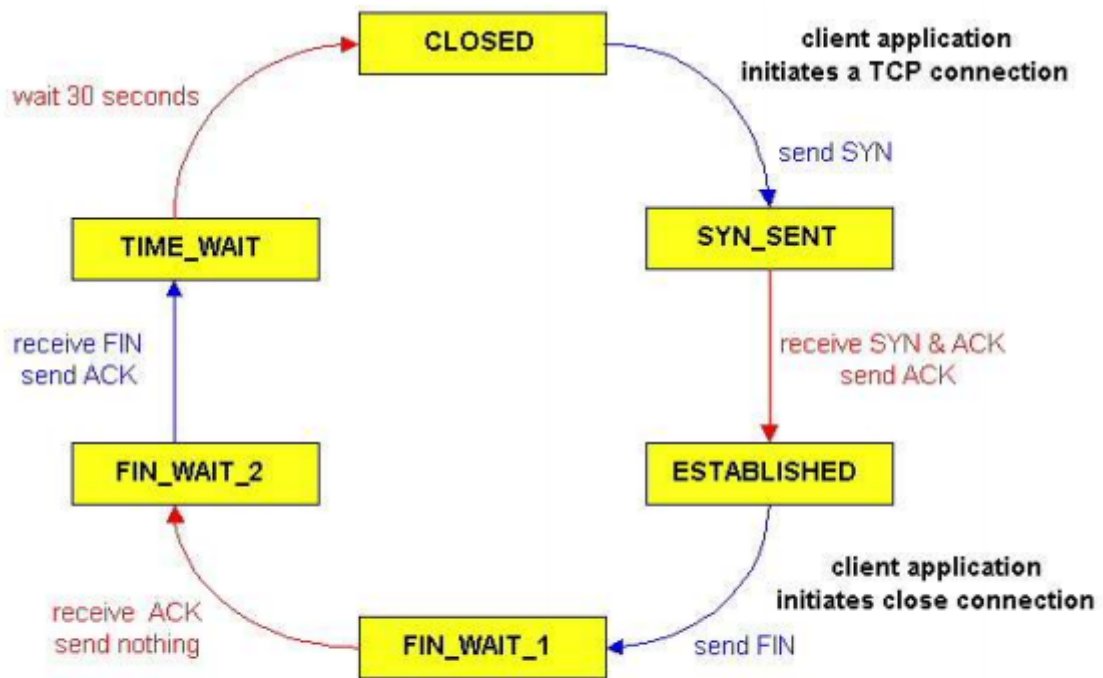 CLOSED
client application
initiates a TCP connection
wait 30 seconds
send SYN
TIME_WAIT
SYN_SENT
receive FIN
send ACK
receive SYN & ACK
send ACK
FIN_WAIT_2
ESTABLISHED
client application
initiates close connection
receive ACK
send nothing
FIN_WAIT_1
send FIN